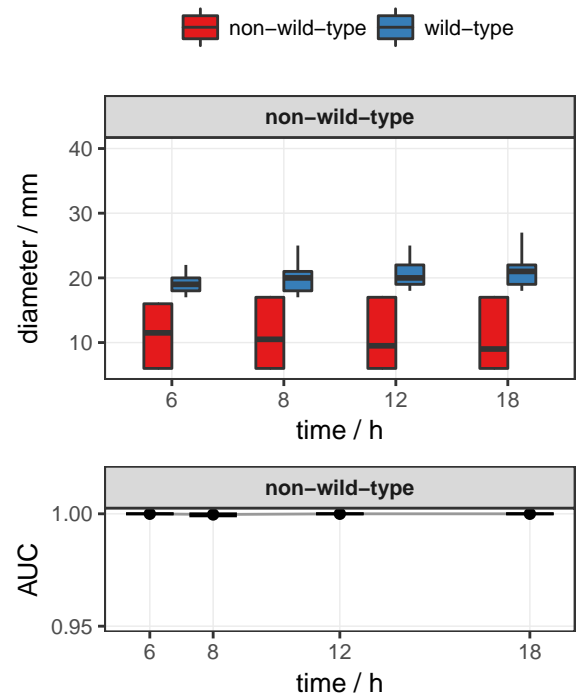 non−wild−type wild−type
non−wild−type
40
30
20
10
diameter / mm
6 8 12 18
time / h
non−wild−type
1.00
0.95
AUC
6 8 12 18
time / h